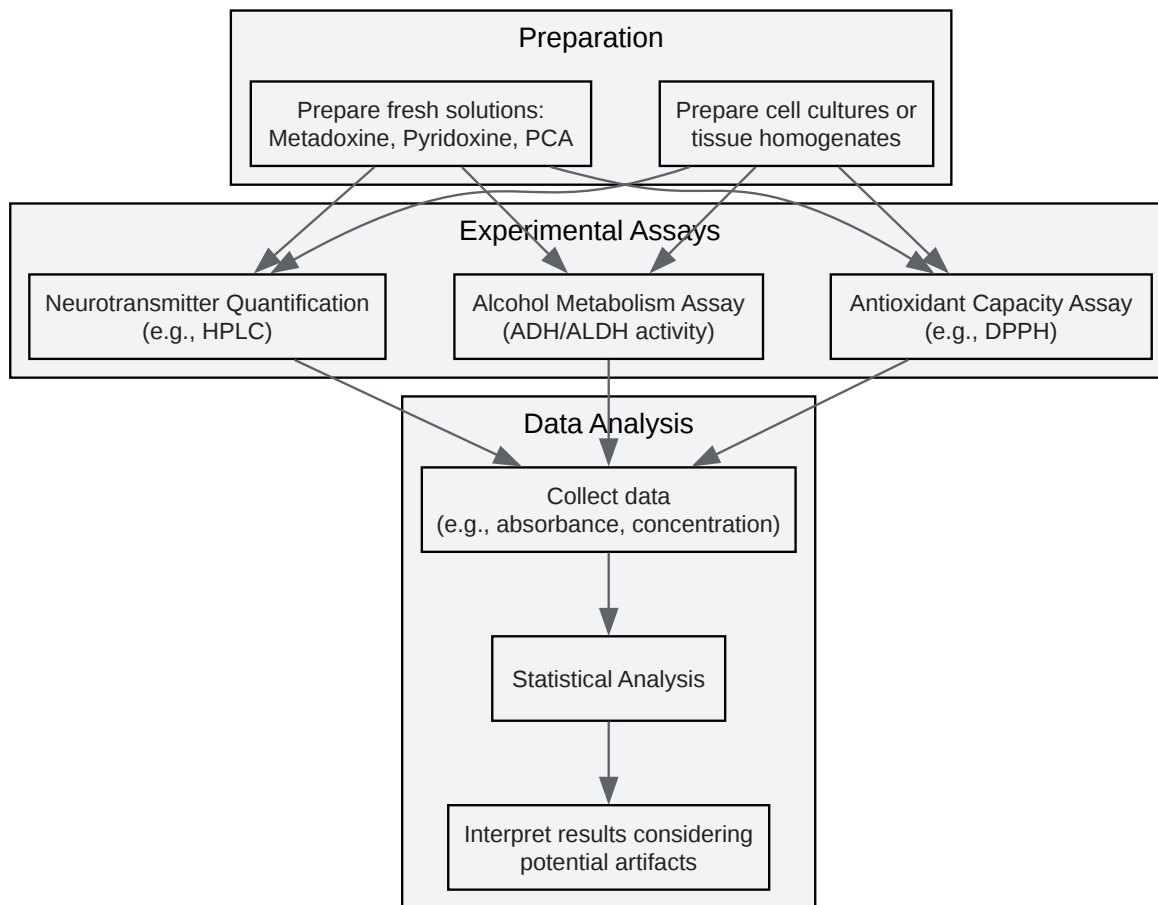 Preparation
Prepare fresh solutions:
Metadoxine, Pyridoxine, PCA
Prepare cell cultures or
tissue homogenates
Experimental Assays
Neurotransmitter Quantification
(e.g., HPLC)
Alcohol Metabolism Assay
(ADH/ALDH activity)
Antioxidant Capacity Assay
(e.g., DPPH)
Data Analysis
Collect data
(e.g., absorbance, concentration)
Statistical Analysis
Interpret results considering
potential artifacts